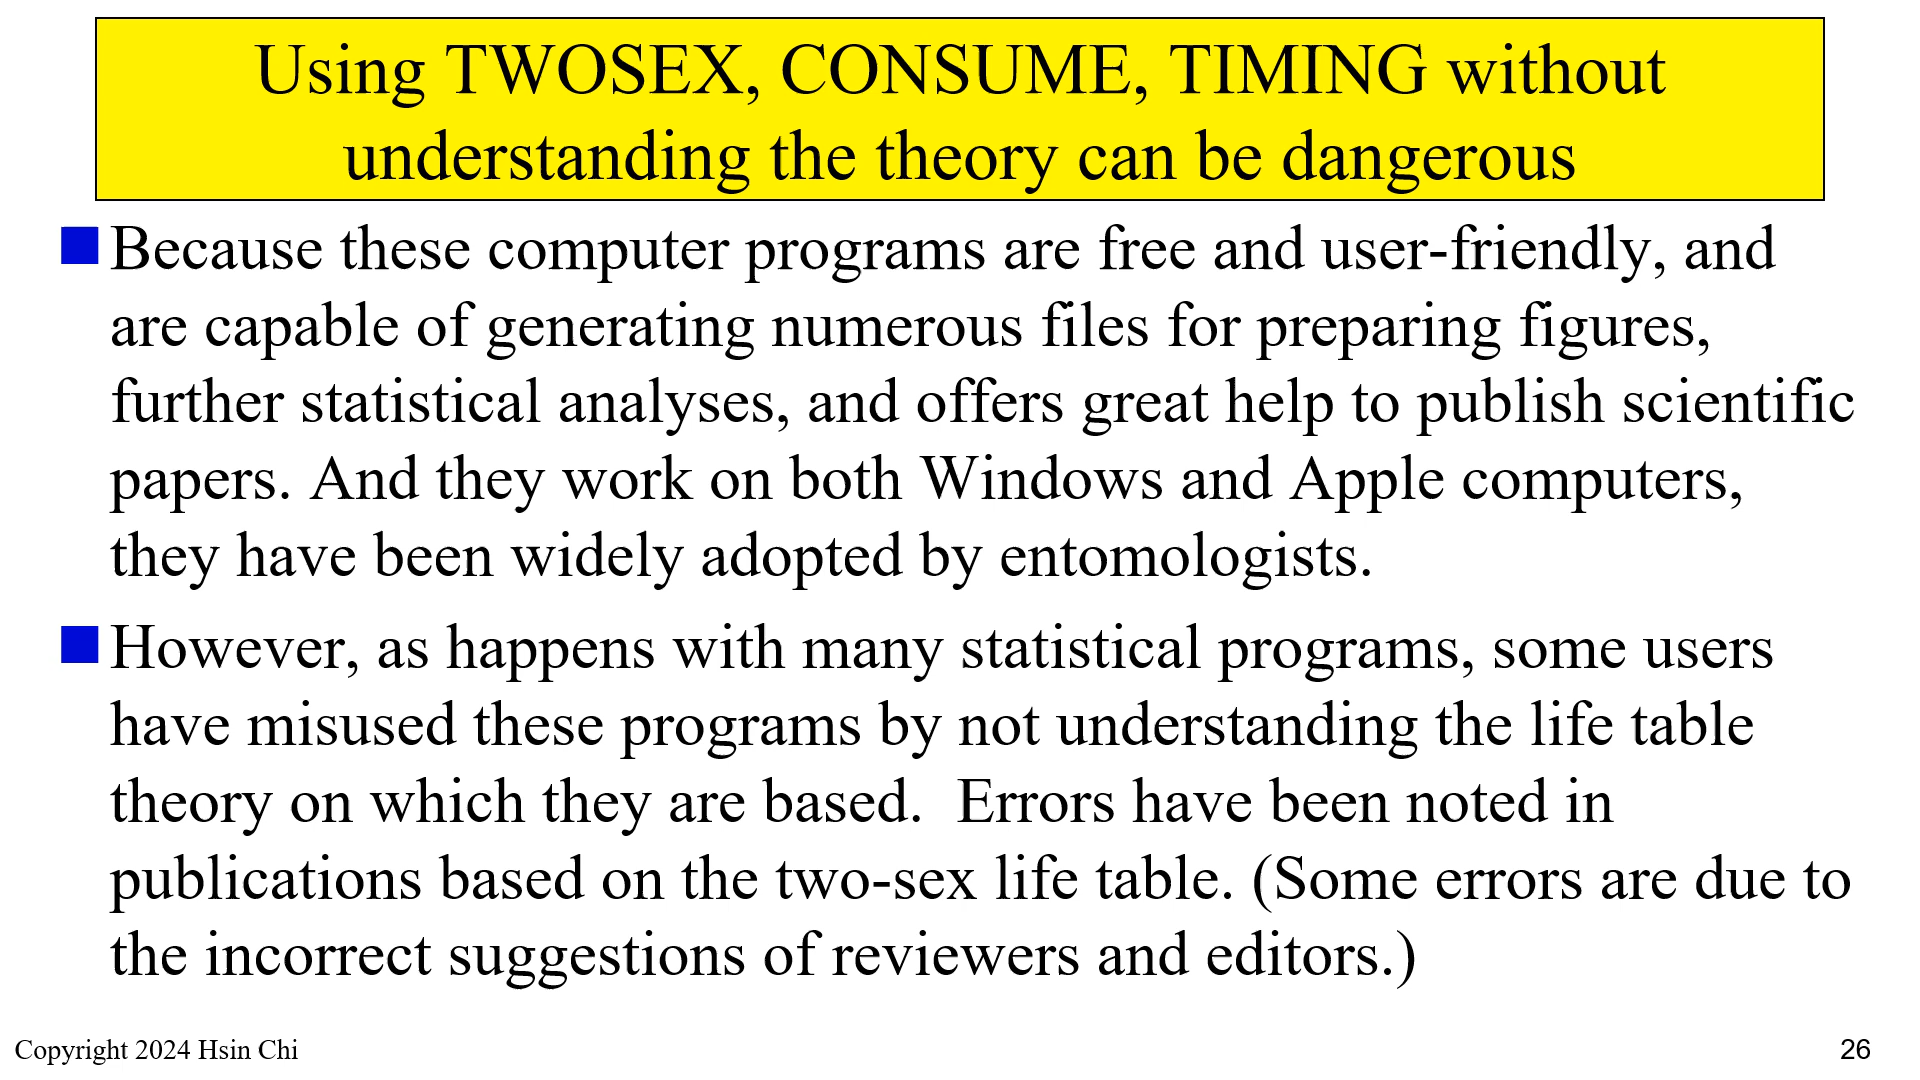 Using TWOSEX, CONSUME, TIMING without
understanding the theory can be dangerous
Because these computer programs are free and user-friendly, and
are capable of generating numerous files for preparing figures,
further statistical analyses, and offers great help to publish scientific
papers. And they work on both Windows and Apple computers,
they have been widely adopted by entomologists.
However, as happens with many statistical programs, some users
have misused these programs by not understanding the life table
theory on which they are based.  Errors have been noted in
publications based on the two-sex life table. (Some errors are due to
the incorrect suggestions of reviewers and editors.)
Copyright 2024 Hsin Chi
26